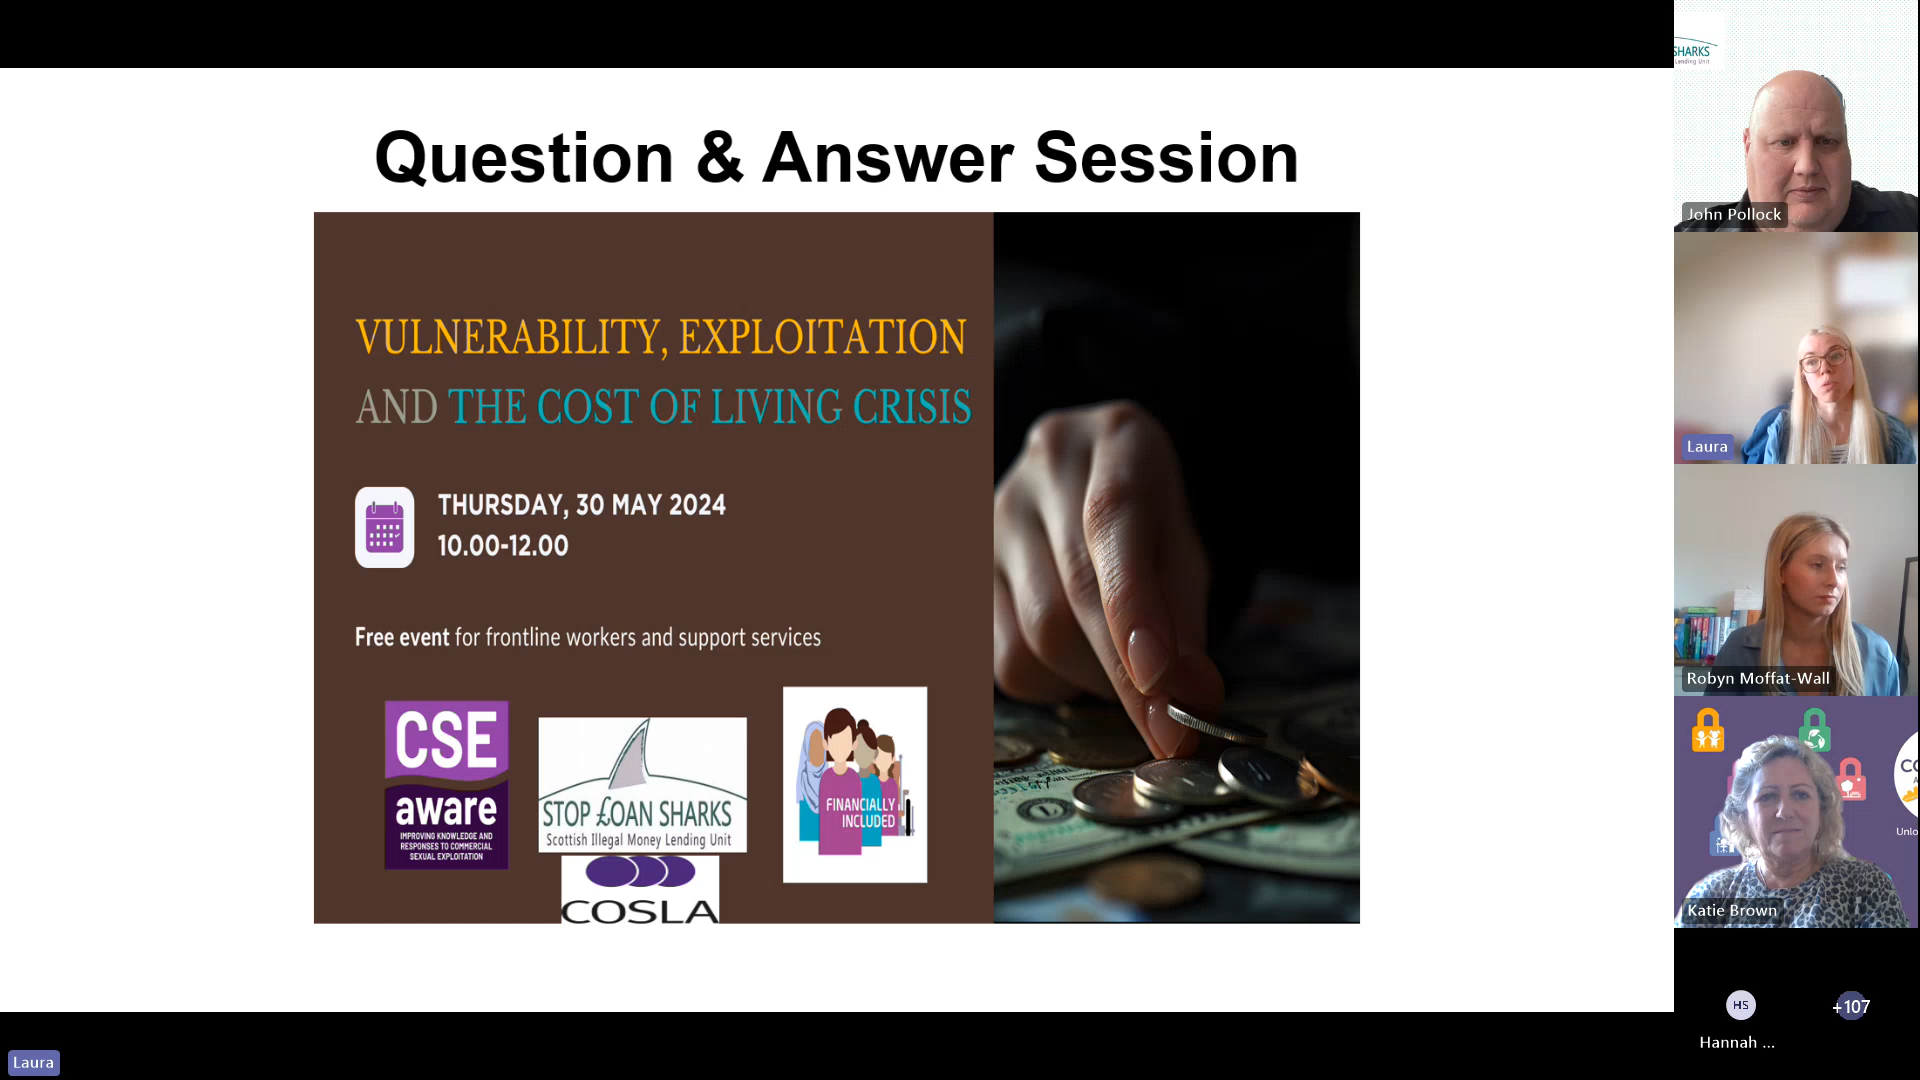 Question & Answer Session
VULNERABILITY, EXPLOITATION
AND THE COST OF LIVING CRISIS
THURSDAY, 30 MAY 2024
10.00-12.00
Free event for frontline workers and support services
CSE
aware
IMPROVING KNOWLEDGE AND
RESPONSES TO COMMERCIAL
SEXUAL EXPLOITATION
STOP £OAN SHARKS
Scottish Illegal Money Lending Unit
COSLA
FINANCIALLY
INCLUDED
SHARKS
Lending Unit
John Pollock
Laura
Robyn Moffat-Wall
Katie Brown
HS
+107
Hannah ...
Laura